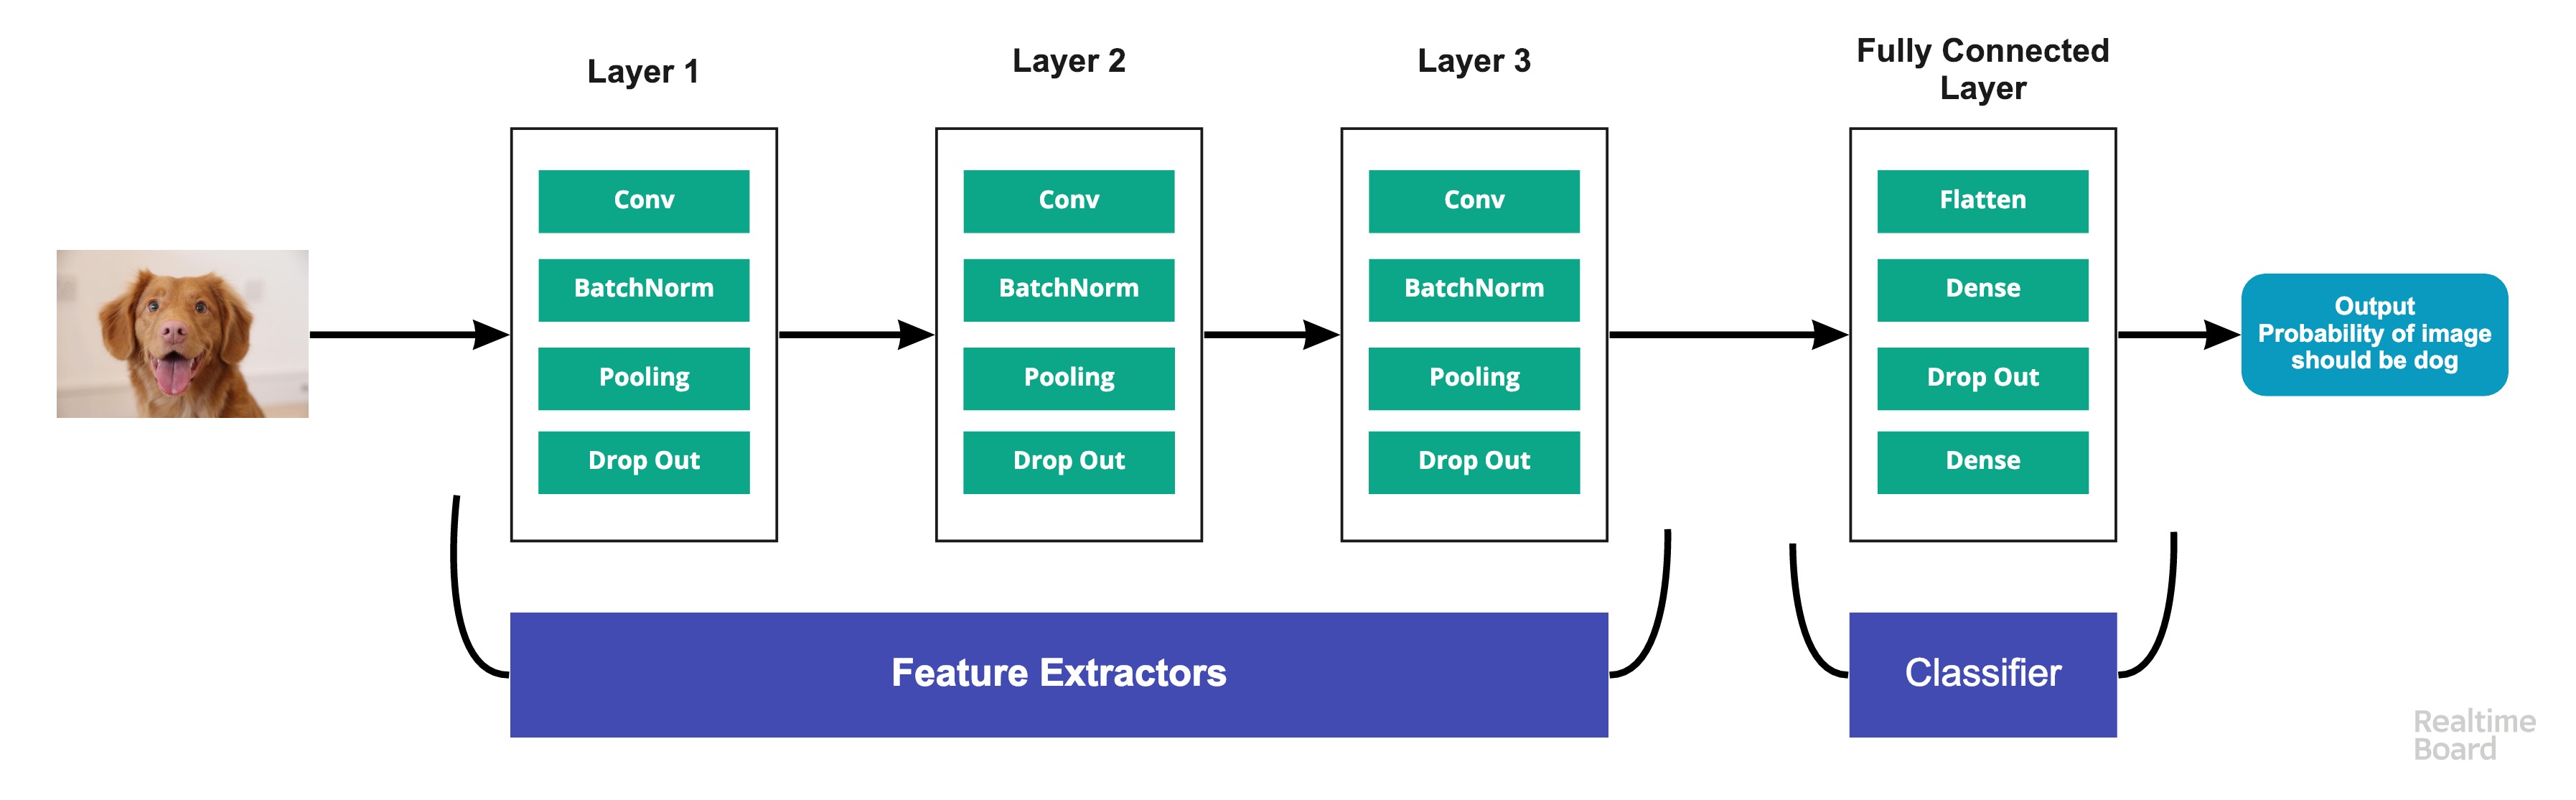 Layer 1
Conv
BatchNorm
Pooling
Drop Out
Layer 2
Conv
BatchNorm
Pooling
Drop Out
Layer 3
Conv
BatchNorm
Pooling
Drop Out
Fully Connected
Layer
Flatten
Dense
Drop Out
Dense
Output
Probability of image
should be dog
Feature Extractors
Classifier
Realtime
Board